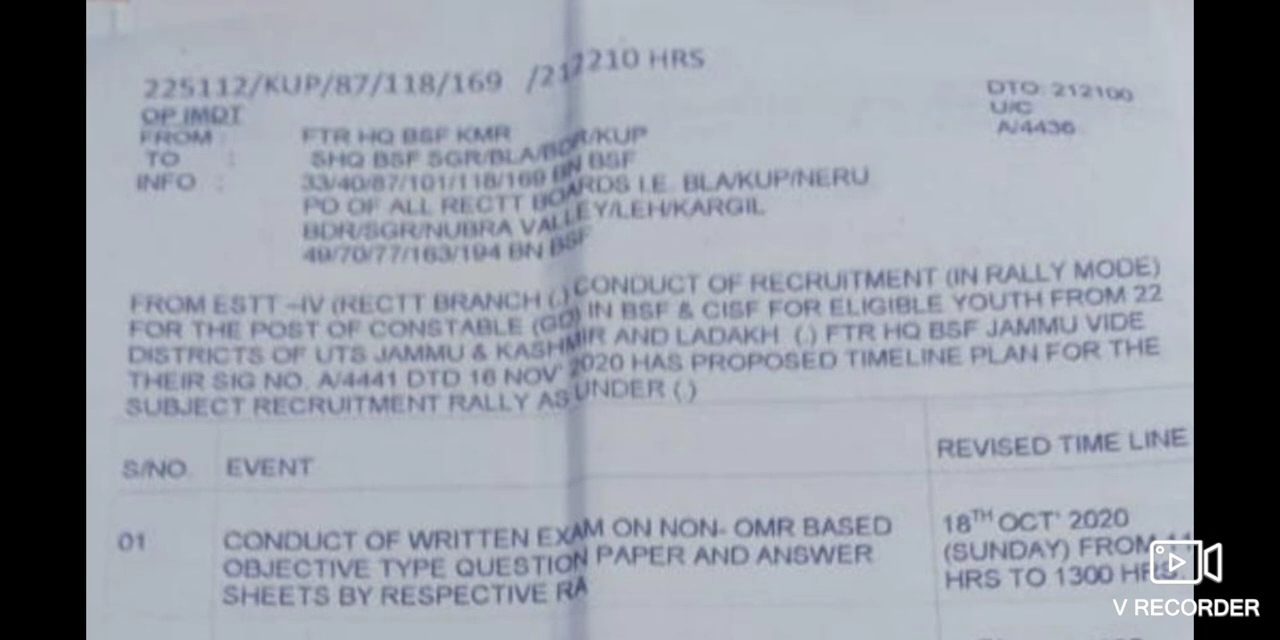 225112/KUP/87/118/169 /212210 HRS
DTO: 212100
OP IMDT
U/C
FROM : FTR HQ BSF KMR
A/4436
TO : SHQ BSF SGR/BLA/BDR/KUP
INFO : 33/40/87/101/118/169 BN BSF
PO OF ALL RECTT BOARDS I.E. BLA/KUP/NERU
BDR/SGR/NUBRA VALLEY/LEH/KARGIL
49/70/77/163/194 BN BSF
FROM ESTT –IV (RECTT BRANCH (.) CONDUCT OF RECRUITMENT (IN RALLY MODE)
FOR THE POST OF CONSTABLE (GD) IN BSF & CISF FOR ELIGIBLE YOUTH FROM 22
DISTRICTS OF UTS JAMMU & KASHMIR AND LADAKH (.) FTR HQ BSF JAMMU VIDE
THEIR SIG NO. A/4441 DTD 16 NOV' 2020 HAS PROPOSED TIMELINE PLAN FOR THE
SUBJECT RECRUITMENT RALLY AS UNDER (.)
S/NO. EVENT REVISED TIME LINE
01 CONDUCT OF WRITTEN EXAM ON NON- OMR BASED
OBJECTIVE TYPE QUESTION PAPER AND ANSWER
SHEETS BY RESPECTIVE RA
18TH OCT' 2020
(SUNDAY) FROM
HRS TO 1300 HRS
V RECORDER